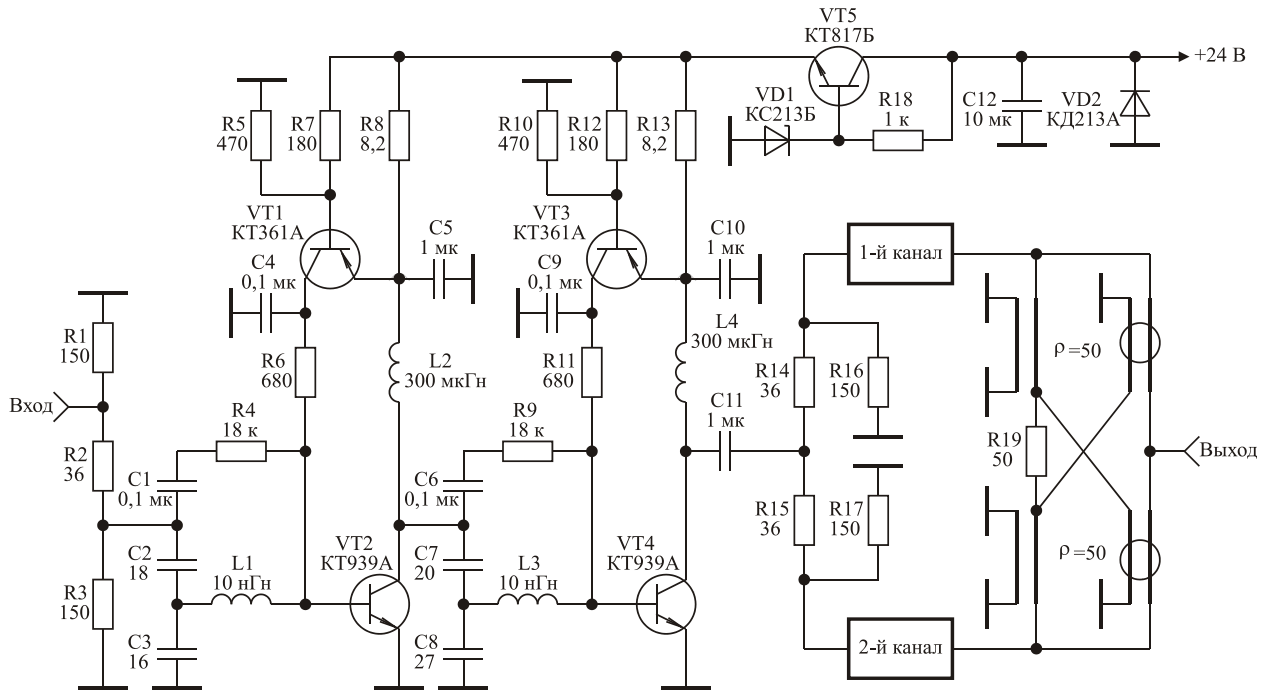 VT5
КТ817Б
+24 В
VD1
КС213Б
R18
1 к
C12
10 мк
VD2
КД213А
R5
470
R7
180
R8
8,2
R10
470
R12
180
R13
8,2
VT1
КТ361А
C5
1 мк
VT3
КТ361А
C10
1 мк
C4
0,1 мк
C9
0,1 мк
1-й канал
R1
150
R6
680
L2
300 мкГн
R11
680
L4
300 мкГн
R14
36
R16
150
ρ=50
Вход
R4
18 к
R9
18 к
C11
1 мк
R2
36
C1
0,1 мк
C6
0,1 мк
R19
50
Выход
R15
36
R17
150
C2
18
L1
10 нГн
VT2
КТ939А
C7
20
L3
10 нГн
VT4
КТ939А
ρ=50
R3
150
C3
16
C8
27
2-й канал